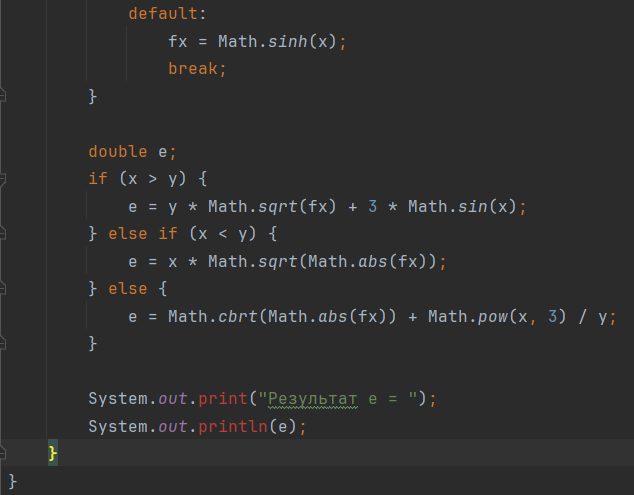 default:
fx = Math.sinh(x);
break;
}
double e;
if (x > y) {
e = y * Math.sqrt(fx) + 3 * Math.sin(x);
} else if (x < y) {
e = x * Math.sqrt(Math.abs(fx));
} else {
e = Math.cbrt(Math.abs(fx)) + Math.pow(x, 3) / y;
}
System.out.print("Результат e = ");
System.out.println(e);
}
}